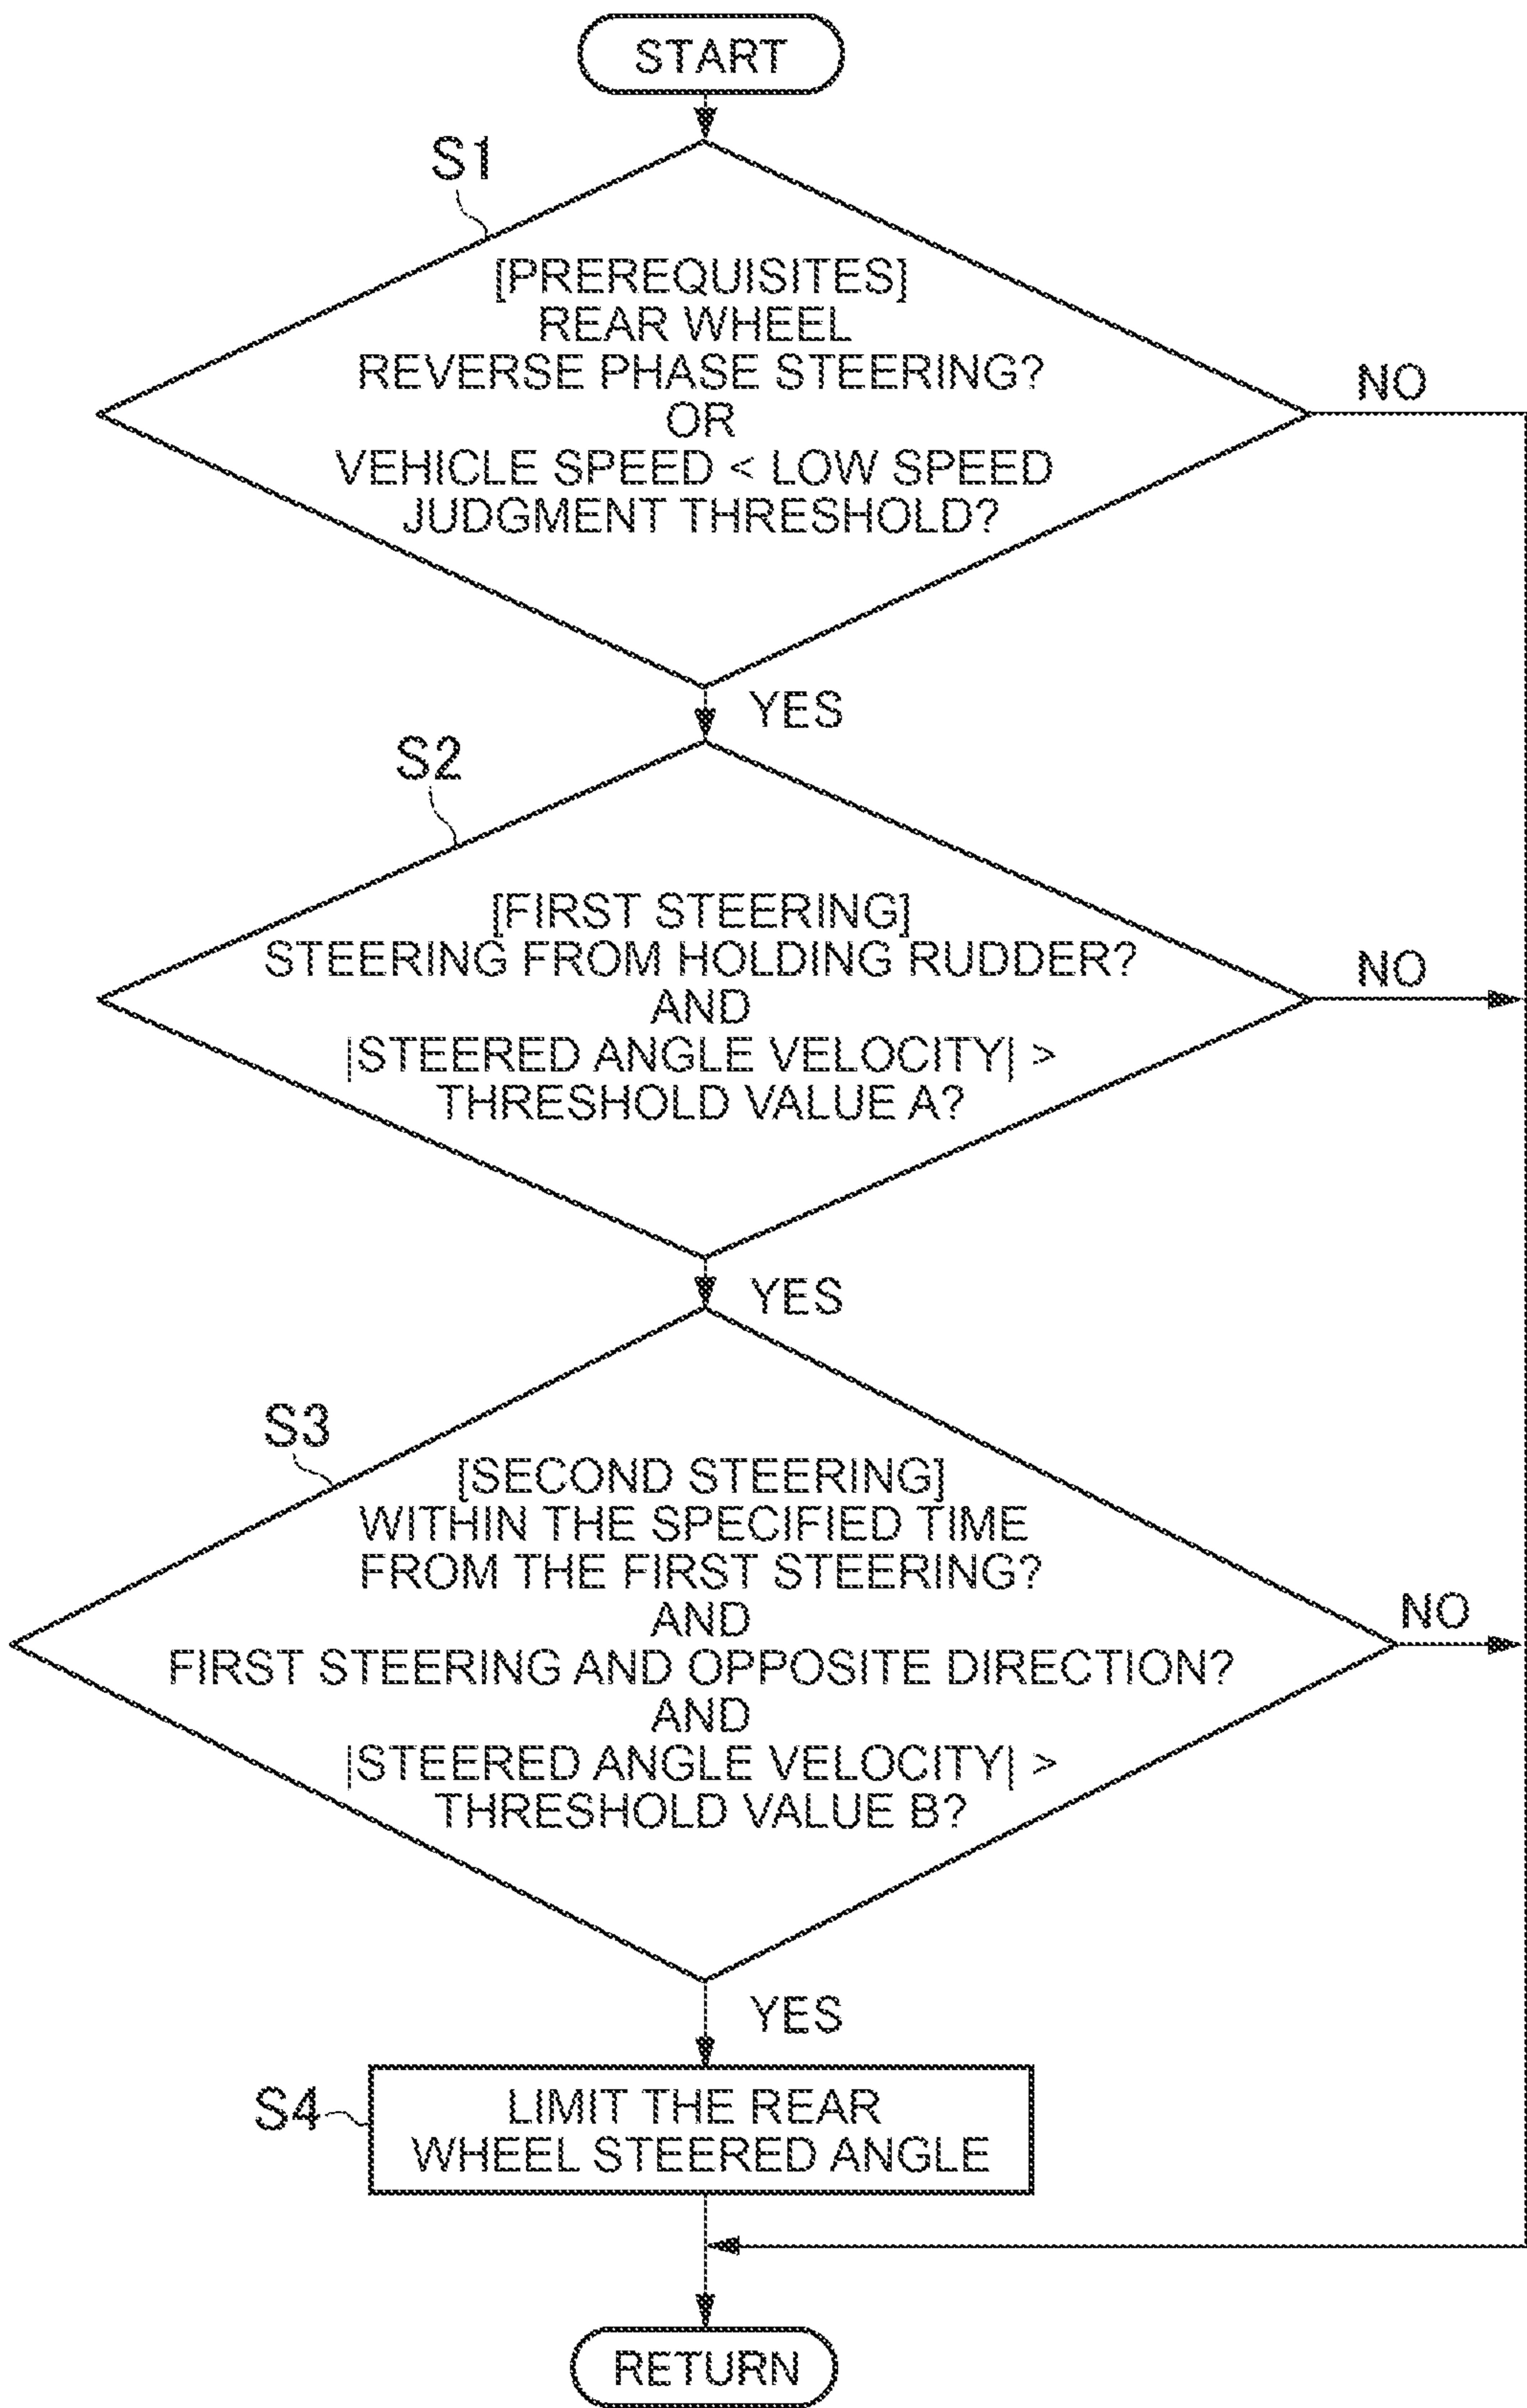 START
S1
[PREREQUISITES]
REAR WHEEL
REVERSE PHASE STEERING?
OR
VEHICLE SPEED < LOW SPEED
JUDGMENT THRESHOLD?
NO
YES
S2
[FIRST STEERING]
STEERING FROM HOLDING RUDDER?
AND
|STEERED ANGLE VELOCITY| >
THRESHOLD VALUE A?
NO
YES
S3
[SECOND STEERING]
WITHIN THE SPECIFIED TIME
FROM THE FIRST STEERING?
AND
FIRST STEERING AND OPPOSITE DIRECTION?
AND
|STEERED ANGLE VELOCITY| >
THRESHOLD VALUE B?
NO
YES
S4
LIMIT THE REAR
WHEEL STEERED ANGLE
RETURN